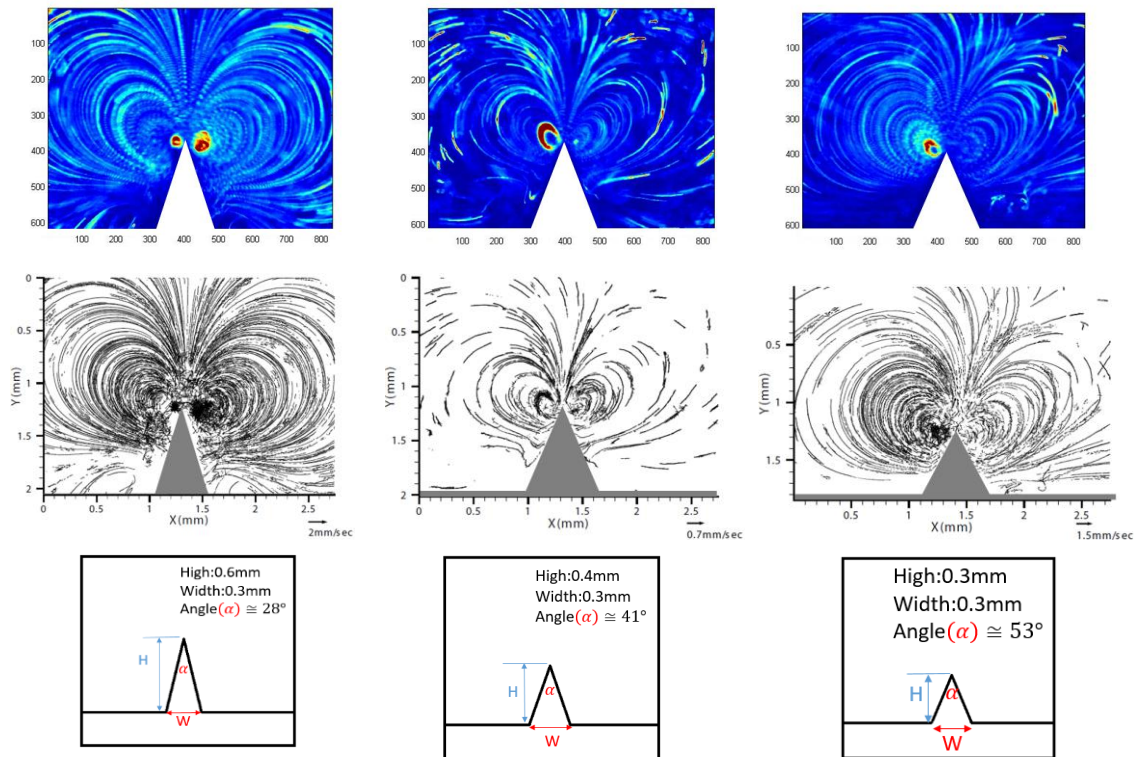 0
100
200
300
400
500
600
100 200 300 400 500 600 700 800
100
200
300
400
500
600
100 200 300 400 500 600 700 800
0
100
200
300
400
500
600
100 200 300 400 500 600 700 800
0
0.5
1
1.5
2
Y(mm)
0 0.5 1 1.5 2 2.5
X(mm)
2mm/sec
0
0.5
1
1.5
2
Y(mm)
0 0.5 1 1.5 2 2.5
X(mm)
0.7mm/sec
0.5
1
1.5
Y(mm)
0.5 1 1.5 2 2.5
X(mm)
1.5mm/sec
High:0.6mm
Width:0.3mm
Angle(α) ≅ 28°
H
α
W
High:0.4mm
Width:0.3mm
Angle(α) ≅ 41°
H
α
W
High:0.3mm
Width:0.3mm
Angle(α) ≅ 53°
H
α
W